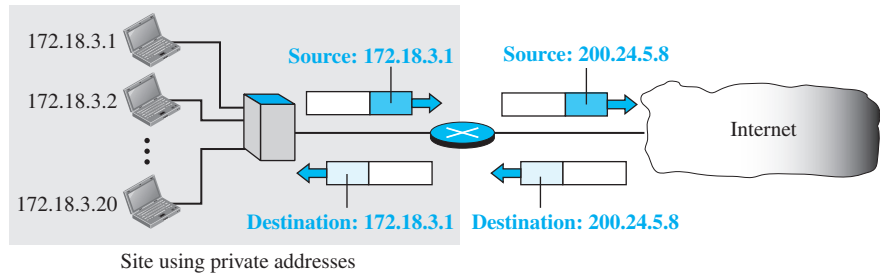 172.18.3.1
Source: 172.18.3.1
Source: 200.24.5.8
172.18.3.2
Internet
172.18.3.20
Destination: 172.18.3.1
Destination: 200.24.5.8
Site using private addresses